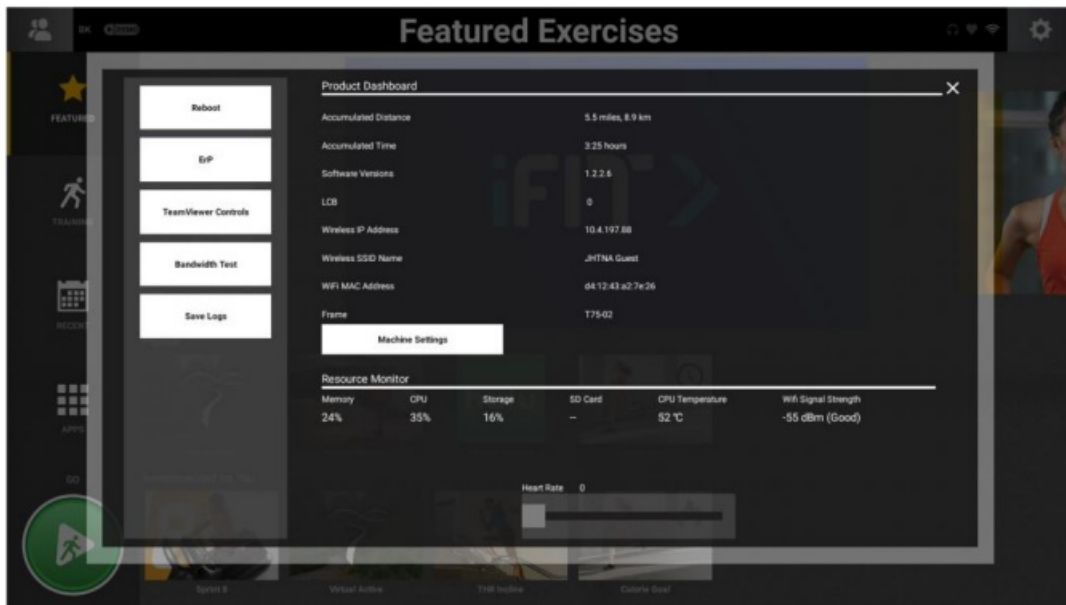 8K
Featured Exercises
FEATURED
TRAINING
RECENT
APPS
GO
Reboot
ErP
TeamViewer Controls
Bandwidth Test
Save Logs
Product Dashboard
Accumulated Distance 5.5 miles, 8.9 km
Accumulated Time 3:25 hours
Software Versions 1.2.2.6
LCB 0
Wireless IP Address 10.4.197.88
Wireless SSID Name JHTNA Guest
WiFi MAC Address d4:12:43:a2:7e:26
Frame T75-02
Machine Settings
iFIT
Resource Monitor
Memory CPU Storage SD Card CPU Temperature Wifi Signal Strength
24% 35% 16% -- 52 °C -55 dBm (Good)
Heart Rate 0
Sprint 8 Virtual Active THR Incline Calorie Goal